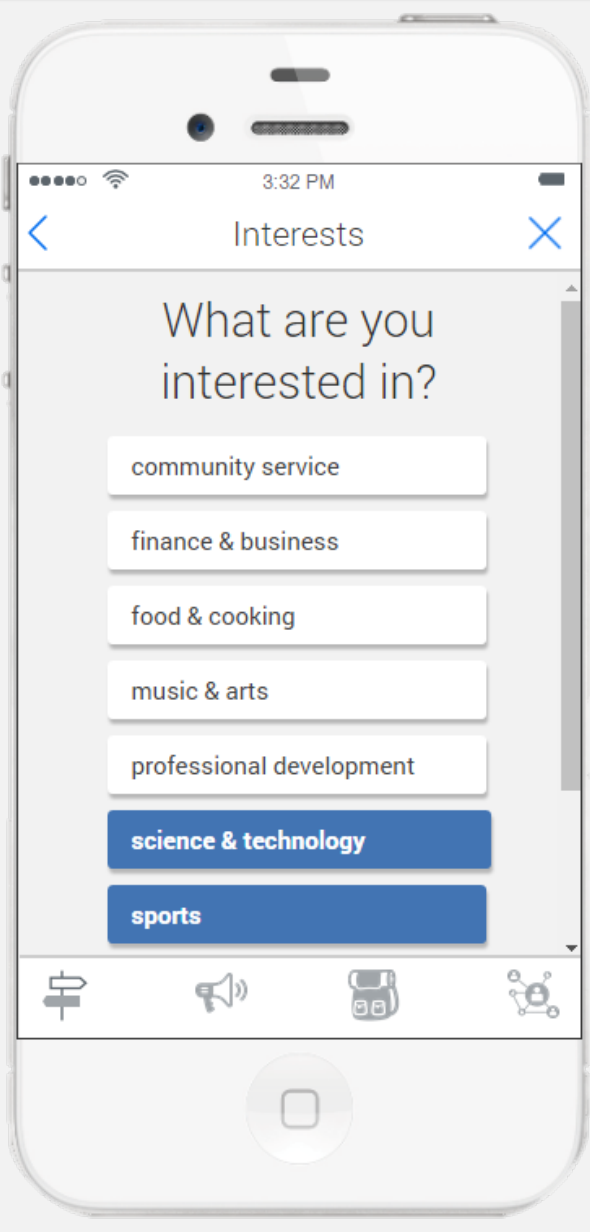 3:32 PM
Interests
What are you
interested in?
community service
finance & business
food & cooking
music & arts
professional development
science & technology
sports